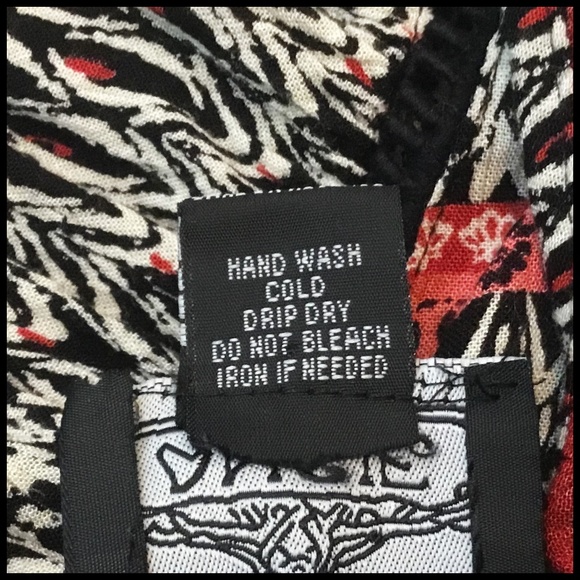 HAND WASH
COLD
DRIP DRY
DO NOT BLEACH
IRON IF NEEDED